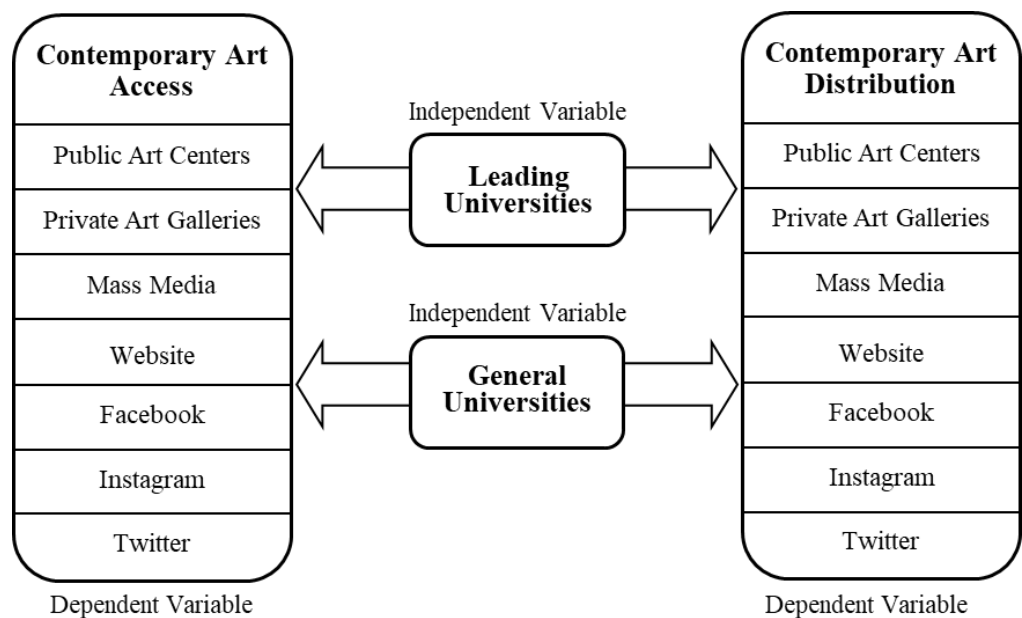 Contemporary Art
Access
Public Art Centers
Private Art Galleries
Mass Media
Website
Facebook
Instagram
Twitter
Dependent Variable
Independent Variable
Leading
Universities
Independent Variable
General
Universities
Contemporary Art
Distribution
Public Art Centers
Private Art Galleries
Mass Media
Website
Facebook
Instagram
Twitter
Dependent Variable